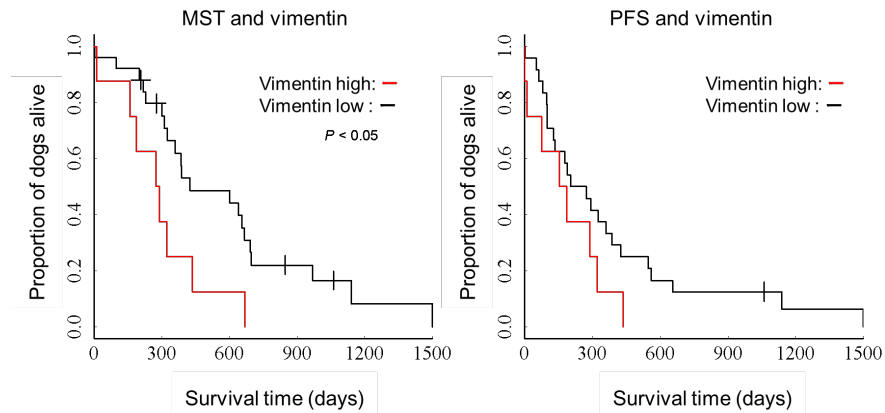 MST and vimentin
Proportion of dogs alive
1.0
0.8
0.6
0.4
0.2
0.0
Vimentin high:
Vimentin low :
P < 0.05
0 300 600 900 1200 1500
Survival time (days)
PFS and vimentin
Proportion of dogs alive
1.0
0.8
0.6
0.4
0.2
0.0
Vimentin high:
Vimentin low :
0 300 600 900 1200 1500
Survival time (days)